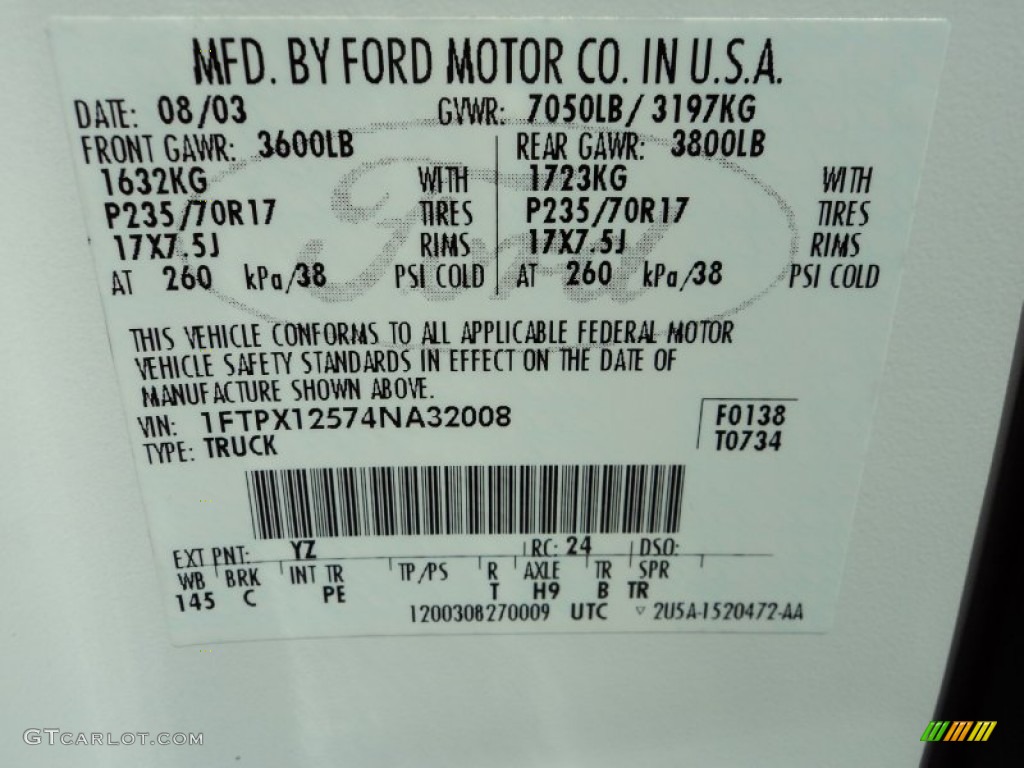 MFD. BY FORD MOTOR CO. IN U.S.A.
DATE: 08/03 GVWR: 7050LB/ 3197KG
FRONT GAWR: 3600LB REAR GAWR: 3800LB
1632KG WITH 1723KG WITH
P235/70R17 TIRES P235/70R17 TIRES
17X7.5J RIMS 17X7.5J RIMS
AT 260 kPa/38 PSI COLD AT 260 kPa/38 PSI COLD
Ford
THIS VEHICLE CONFORMS TO ALL APPLICABLE FEDERAL MOTOR
VEHICLE SAFETY STANDARDS IN EFFECT ON THE DATE OF
MANUFACTURE SHOWN ABOVE.
VIN: 1FTPX12574NA32008 F0138
TYPE: TRUCK T0734
EXT PNT: YZ RC: 24 DSO:
WB BRK INT TR TP/PS R AXLE TR SPR
145 C PE T H9 B TR
1200308270009 UTC ▽ 2U5A-1520472-AA
GTCarLot.com